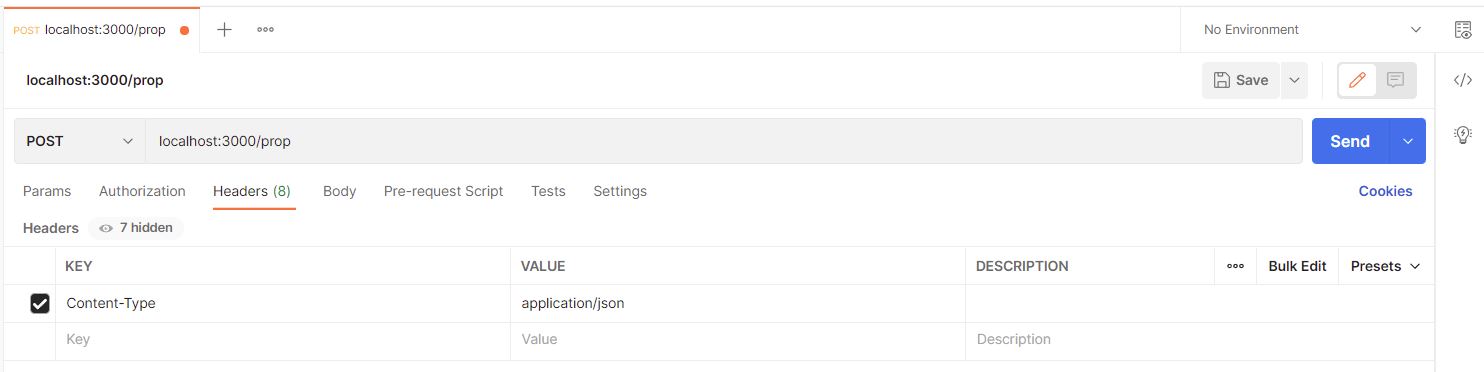 POST localhost:3000/prop No Environment
localhost:3000/prop Save
POST localhost:3000/prop Send
Params Authorization Headers (8) Body Pre-request Script Tests Settings Cookies
Headers 7 hidden
KEY VALUE DESCRIPTION Bulk Edit Presets
Content-Type application/json
Key Value Description